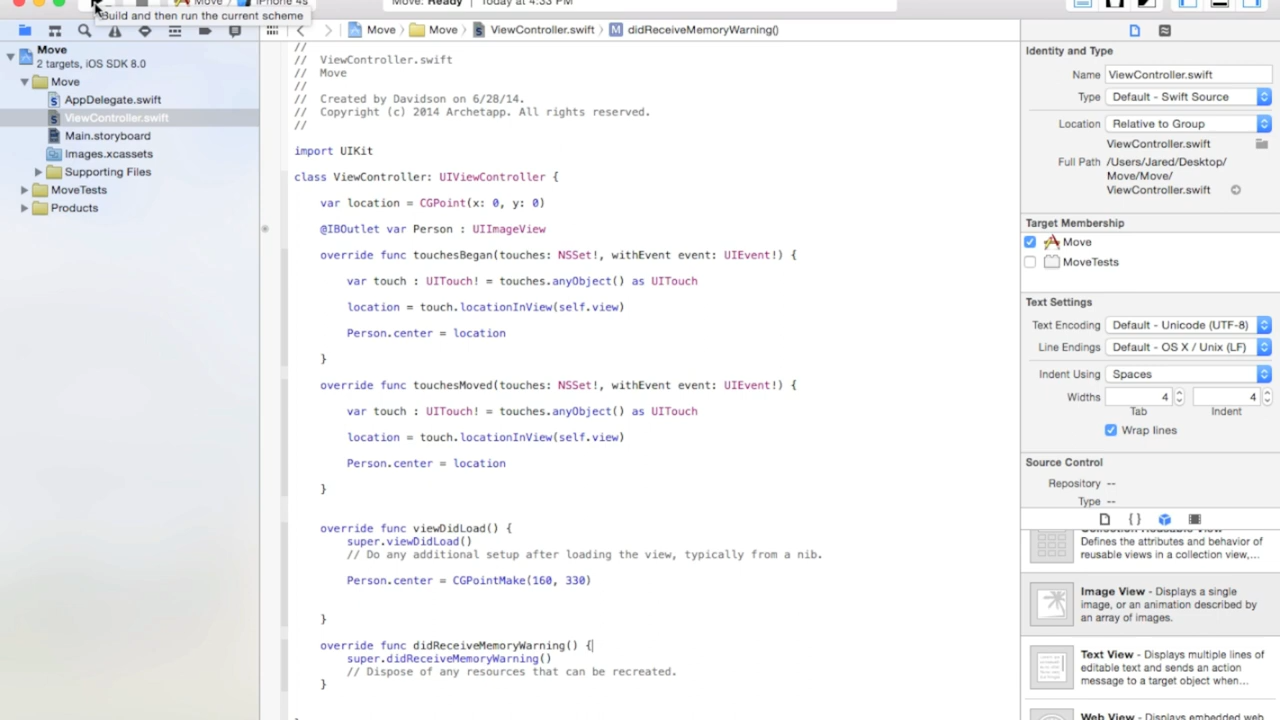 Move
iPhone 4s
Move: Ready | Today at 4:33 PM
Build and then run the current scheme
Move
Move
ViewController.swift
M
didReceiveMemoryWarning()
Move
2 targets, iOS SDK 8.0
Move
AppDelegate.swift
ViewController.swift
Main.storyboard
Images.xcassets
Supporting Files
MoveTests
Products
//
// ViewController.swift
// Move
//
// Created by Davidson on 6/28/14.
// Copyright (c) 2014 Archetapp. All rights reserved.
//
import UIKit
class ViewController: UIViewController {
var location = CGPoint(x: 0, y: 0)
@IBOutlet var Person : UIImageView
override func touchesBegan(touches: NSSet!, withEvent event: UIEvent!) {
var touch : UITouch! = touches.anyObject() as UITouch
location = touch.locationInView(self.view)
Person.center = location
}
override func touchesMoved(touches: NSSet!, withEvent event: UIEvent!) {
var touch : UITouch! = touches.anyObject() as UITouch
location = touch.locationInView(self.view)
Person.center = location
}
override func viewDidLoad() {
super.viewDidLoad()
// Do any additional setup after loading the view, typically from a nib.
Person.center = CGPointMake(160, 330)
}
override func didReceiveMemoryWarning() {
super.didReceiveMemoryWarning()
// Dispose of any resources that can be recreated.
}
Identity and Type
Name ViewController.swift
Type Default - Swift Source
Location Relative to Group
ViewController.swift
Full Path /Users/Jared/Desktop/
Move/Move/
ViewController.swift
Target Membership
Move
MoveTests
Text Settings
Text Encoding Default - Unicode (UTF-8)
Line Endings Default - OS X / Unix (LF)
Indent Using Spaces
Widths 4 4
Tab Indent
Wrap lines
Source Control
Repository --
Type --
{ }
Collection Reusable View -
Defines the attributes and behavior of
reusable views in a collection view,...
Image View - Displays a single
image, or an animation described by
an array of images.
Text View - Displays multiple lines
of editable text and sends an action
message to a target object when...
Web View - Displays embedded web